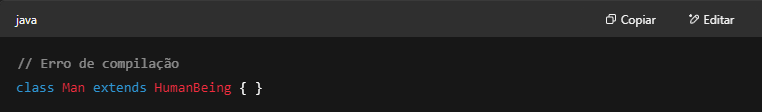 java Copiar Editar
// Erro de compilação
class Man extends HumanBeing { }